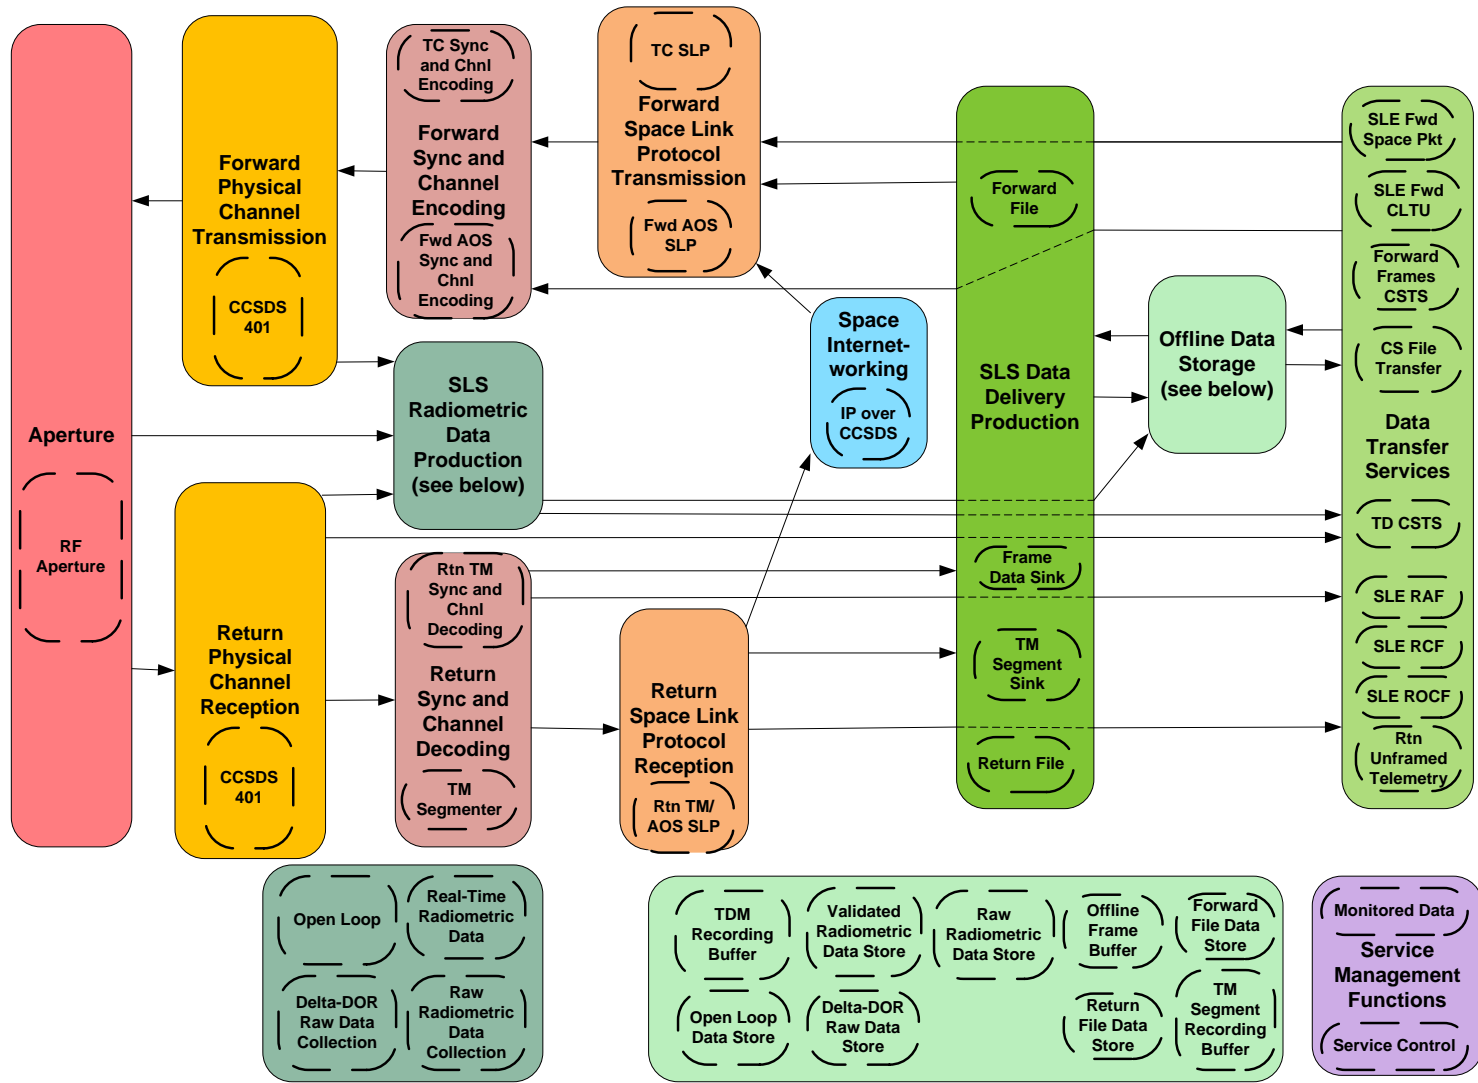 Aperture
RF
Aperture
Forward
Physical
Channel
Transmission
CCSDS
401
Return
Physical
Channel
Reception
CCSDS
401
TC Sync
and Chnl
Encoding
Forward
Sync and
Channel
Encoding
Fwd AOS
Sync and
Chnl
Encoding
SLS
Radiometric
Data
Production
(see below)
Rtn TM
Sync and
Chnl
Decoding
Return
Sync and
Channel
Decoding
TM
Segmenter
TC SLP
Forward
Space Link
Protocol
Transmission
Fwd AOS
SLP
Return
Space Link
Protocol
Reception
Rtn TM/
AOS SLP
Space
Internet-
working
IP over
CCSDS
Forward
File
SLS Data
Delivery
Production
Frame
Data Sink
TM
Segment
Sink
Return File
Offline Data
Storage
(see below)
SLE Fwd
Space Pkt
SLE Fwd
CLTU
Forward
Frames
CSTS
CS File
Transfer
Data
Transfer
Services
TD CSTS
SLE RAF
SLE RCF
SLE ROCF
Rtn
Unframed
Telemetry
Open Loop
Real-Time
Radiometric
Data
Delta-DOR
Raw Data
Collection
Raw
Radiometric
Data
Collection
TDM
Recording
Buffer
Validated
Radiometric
Data Store
Raw
Radiometric
Data Store
Offline
Frame
Buffer
Forward
File Data
Store
Open Loop
Data Store
Delta-DOR
Raw Data
Store
Return
File Data
Store
TM
Segment
Recording
Buffer
Monitored Data
Service
Management
Functions
Service Control